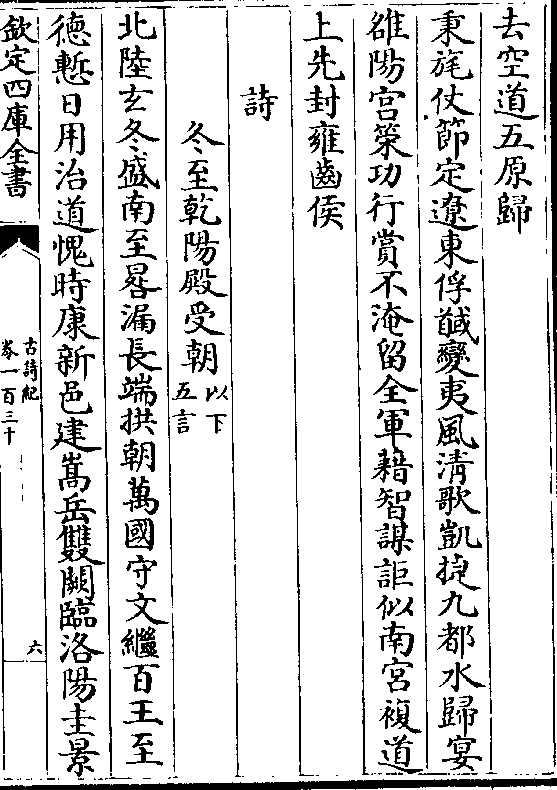 去空道五原歸
秉旄仗節定遼東俘馘變夷風清歌凱捷九都水歸宴
雒陽宮策功行賞不淹留全軍藉智謀詎似南宮複道
上先封雍齒侯
詩
冬至乾陽殿受朝以下五言
北陸玄冬盛南至晷漏長端拱朝萬國守文繼百王至
德慙日用治道愧時康新邑建嵩岳雙闕臨洛陽圭景
欽定四庫全書
古詩紀
卷一百三十
六